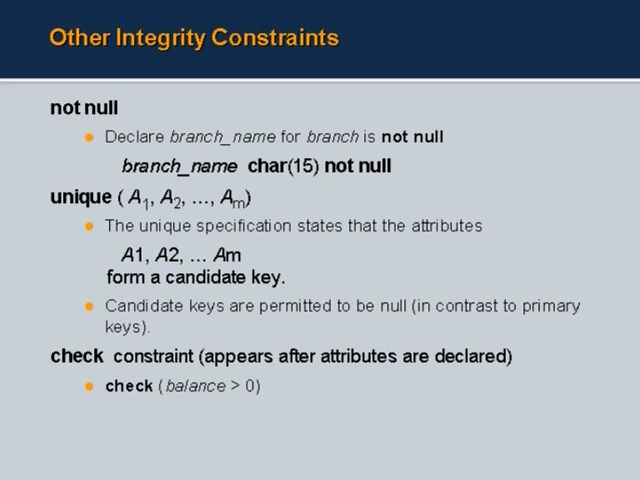 Other Integrity Constraints
not null
Declare branch_name for branch is not null
branch_name char(15) not null
unique ( A1, A2, ..., Am)
The unique specification states that the attributes
A1, A2, ... Am
form a candidate key.
Candidate keys are permitted to be null (in contrast to primary
keys).
check constraint (appears after attributes are declared)
check (balance > 0)